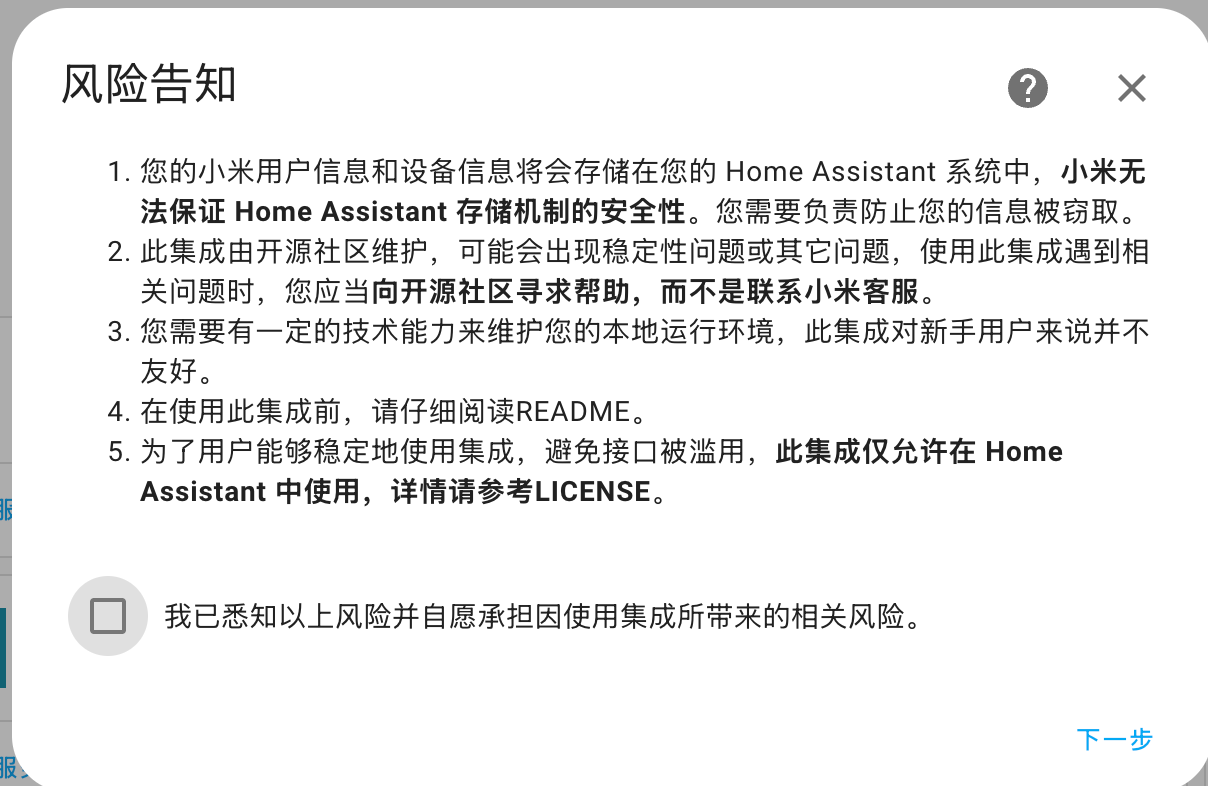 风险告知
1. 您的小米用户信息和设备信息将会存储在您的 Home Assistant 系统中，小米无
法保证 Home Assistant 存储机制的安全性。您需要负责防止您的信息被窃取。
2. 此集成由开源社区维护，可能会出现稳定性问题或其它问题，使用此集成遇到相
关问题时，您应当向开源社区寻求帮助，而不是联系小米客服。
3. 您需要有一定的技术能力来维护您的本地运行环境，此集成对新手用户来说并不
友好。
4. 在使用此集成前，请仔细阅读README。
5. 为了用户能够稳定地使用集成，避免接口被滥用，此集成仅允许在 Home
Assistant 中使用，详情请参考LICENSE。
我已悉知以上风险并自愿承担因使用集成所带来的相关风险。
下一步
服
服